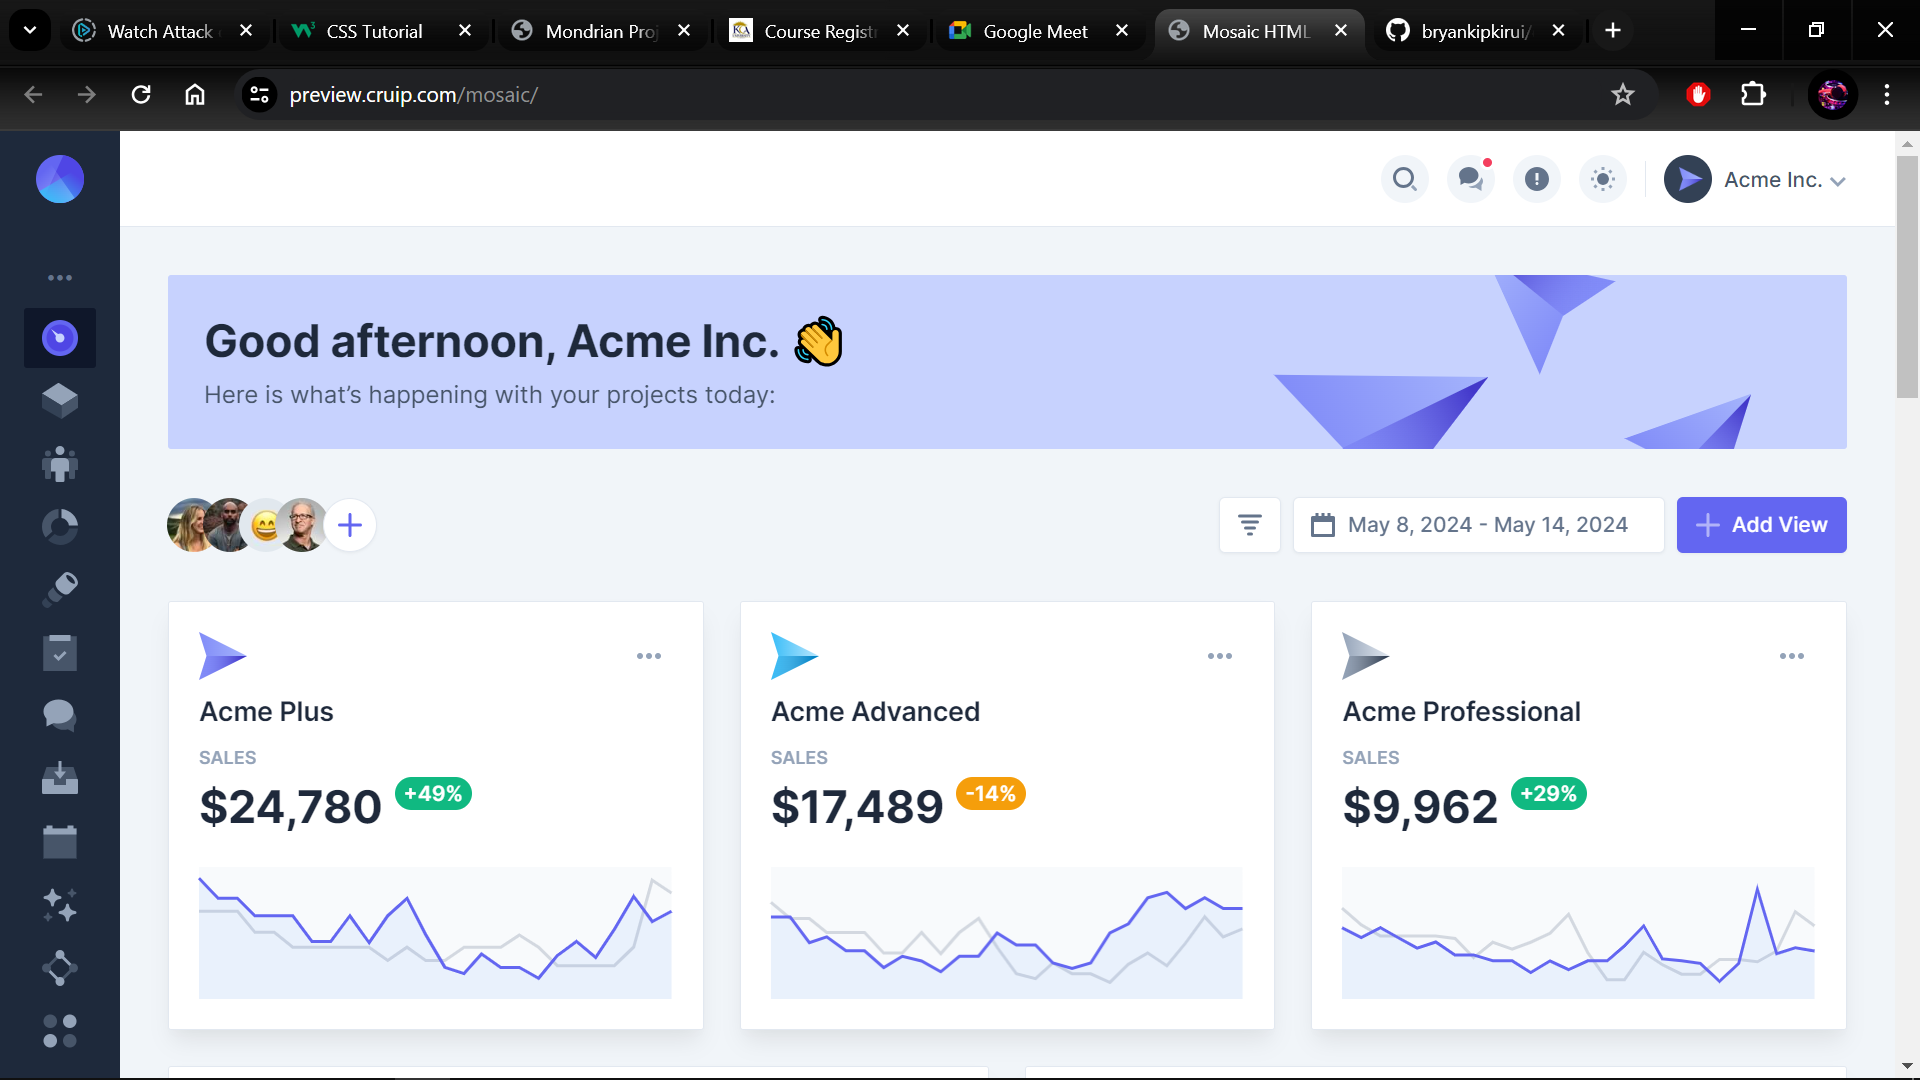 Watch Attack
CSS Tutorial
Mondrian Proj
Course Registr
Google Meet
Mosaic HTML
bryankipkirui/
preview.cruip.com/mosaic/
Acme Inc.
Good afternoon, Acme Inc. 👋
Here is what’s happening with your projects today:
May 8, 2024 - May 14, 2024
Add View
Acme Plus
SALES
$24,780 +49%
Acme Advanced
SALES
$17,489 -14%
Acme Professional
SALES
$9,962 +29%